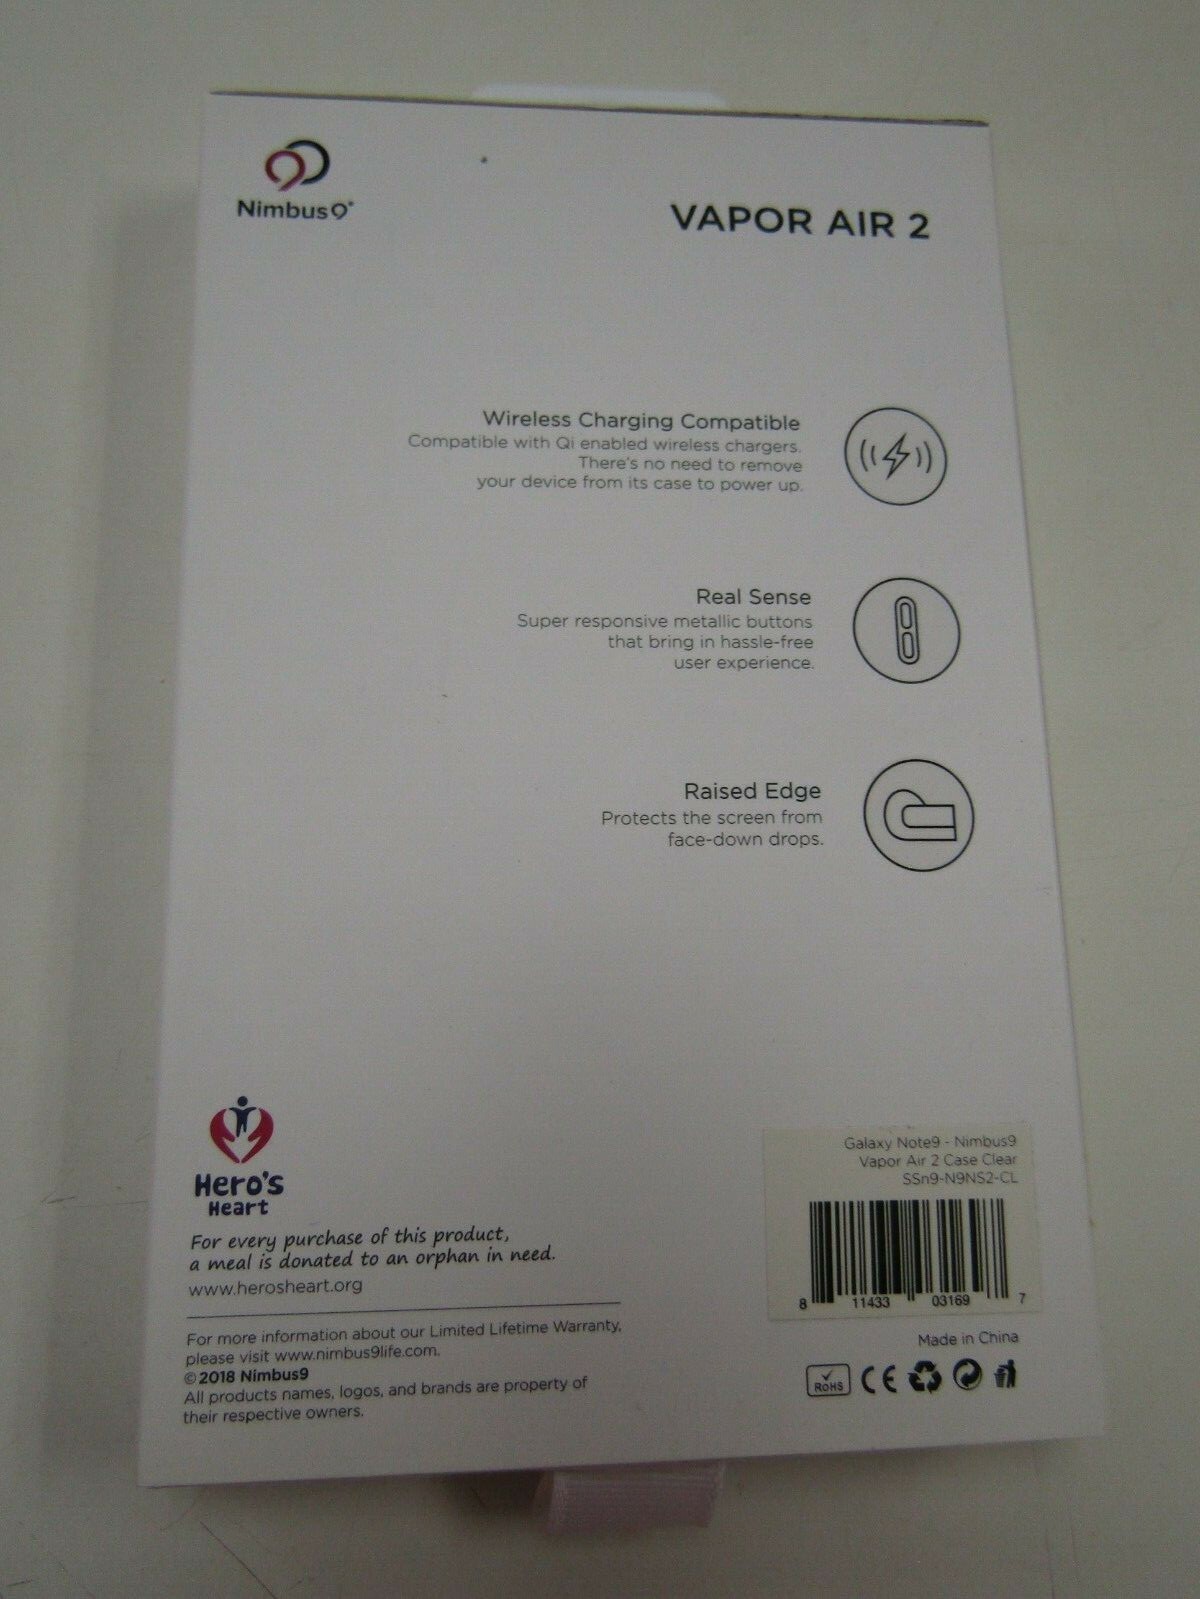 Nimbus9®
VAPOR AIR 2
Wireless Charging Compatible
Compatible with Qi enabled wireless chargers.
There's no need to remove
your device from its case to power up.
Real Sense
Super responsive metallic buttons
that bring in hassle-free
user experience.
Raised Edge
Protects the screen from
face-down drops.
Hero's
Heart
For every purchase of this product,
a meal is donated to an orphan in need.
www.herosheart.org
For more information about our Limited Lifetime Warranty,
please visit www.nimbus9life.com.
©2018 Nimbus9
All products names, logos, and brands are property of
their respective owners.
Galaxy Note9 - Nimbus9
Vapor Air 2 Case Clear
SSn9-N9NS2-CL
8 11433 03169 7
Made in China
RoHS CE